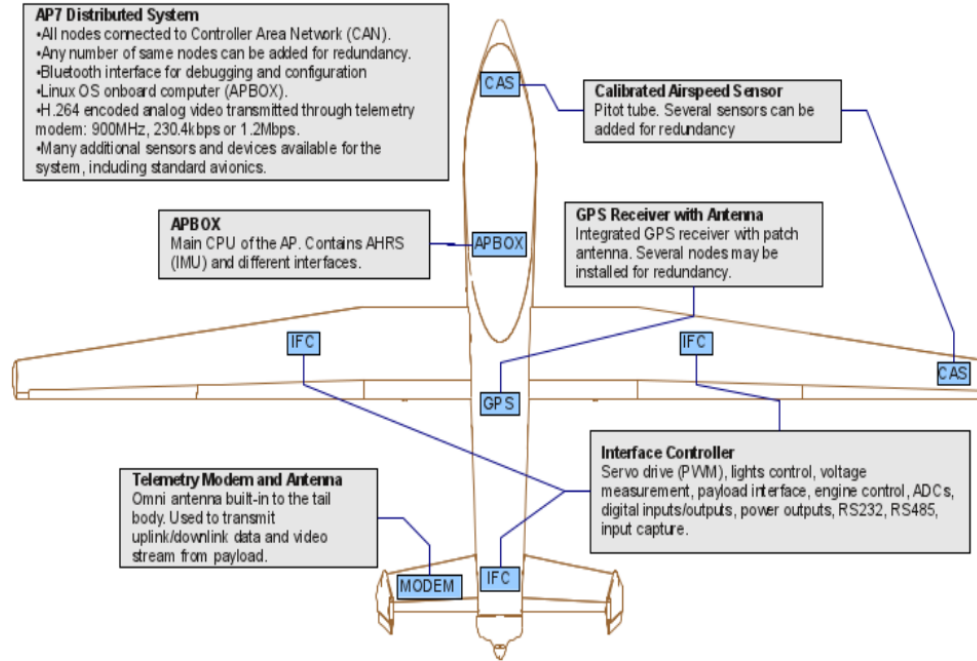 AP7 Distributed System
•All nodes connected to Controller Area Network (CAN).
•Any number of same nodes can be added for redundancy.
•Bluetooth interface for debugging and configuration
•Linux OS onboard computer (APBOX).
•H.264 encoded analog video transmitted through telemetry
modem: 900MHz, 230.4kbps or 1.2Mbps.
•Many additional sensors and devices available for the
system, including standard avionics.
CAS
Calibrated Airspeed Sensor
Pitot tube. Several sensors can be
added for redundancy
APBOX
Main CPU of the AP. Contains AHRS
(IMU) and different interfaces.
APBOX
GPS Receiver with Antenna
Integrated GPS receiver with patch
antenna. Several nodes may be
installed for redundancy.
IFC
IFC
CAS
GPS
Interface Controller
Servo drive (PWM), lights control, voltage
measurement, payload interface, engine control, ADCs,
digital inputs/outputs, power outputs, RS232, RS485,
input capture.
Telemetry Modem and Antenna
Omni antenna built-in to the tail
body. Used to transmit
uplink/downlink data and video
stream from payload.
MODEM
IFC